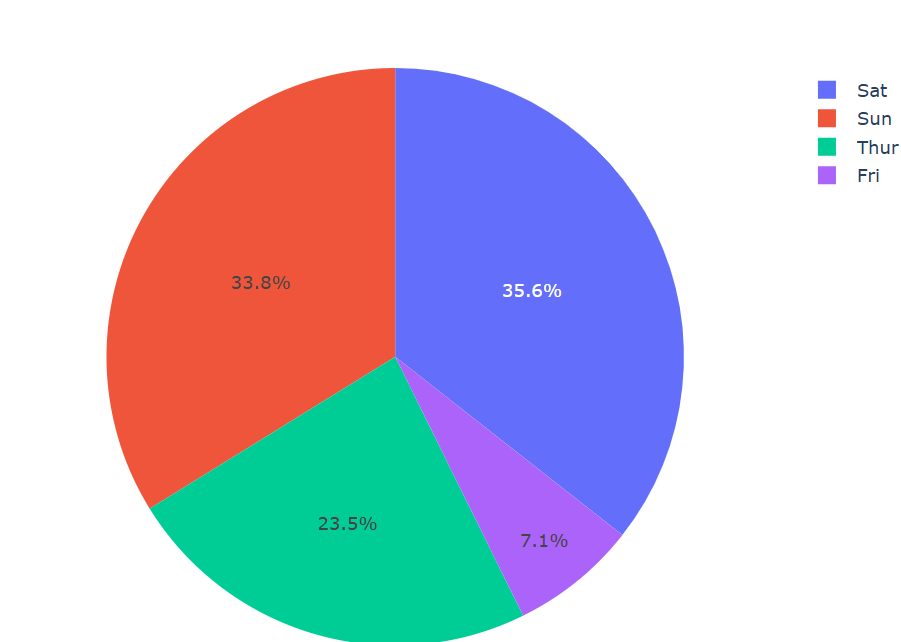 Sat
Sun
Thur
Fri
33.8%
35.6%
23.5%
7.1%